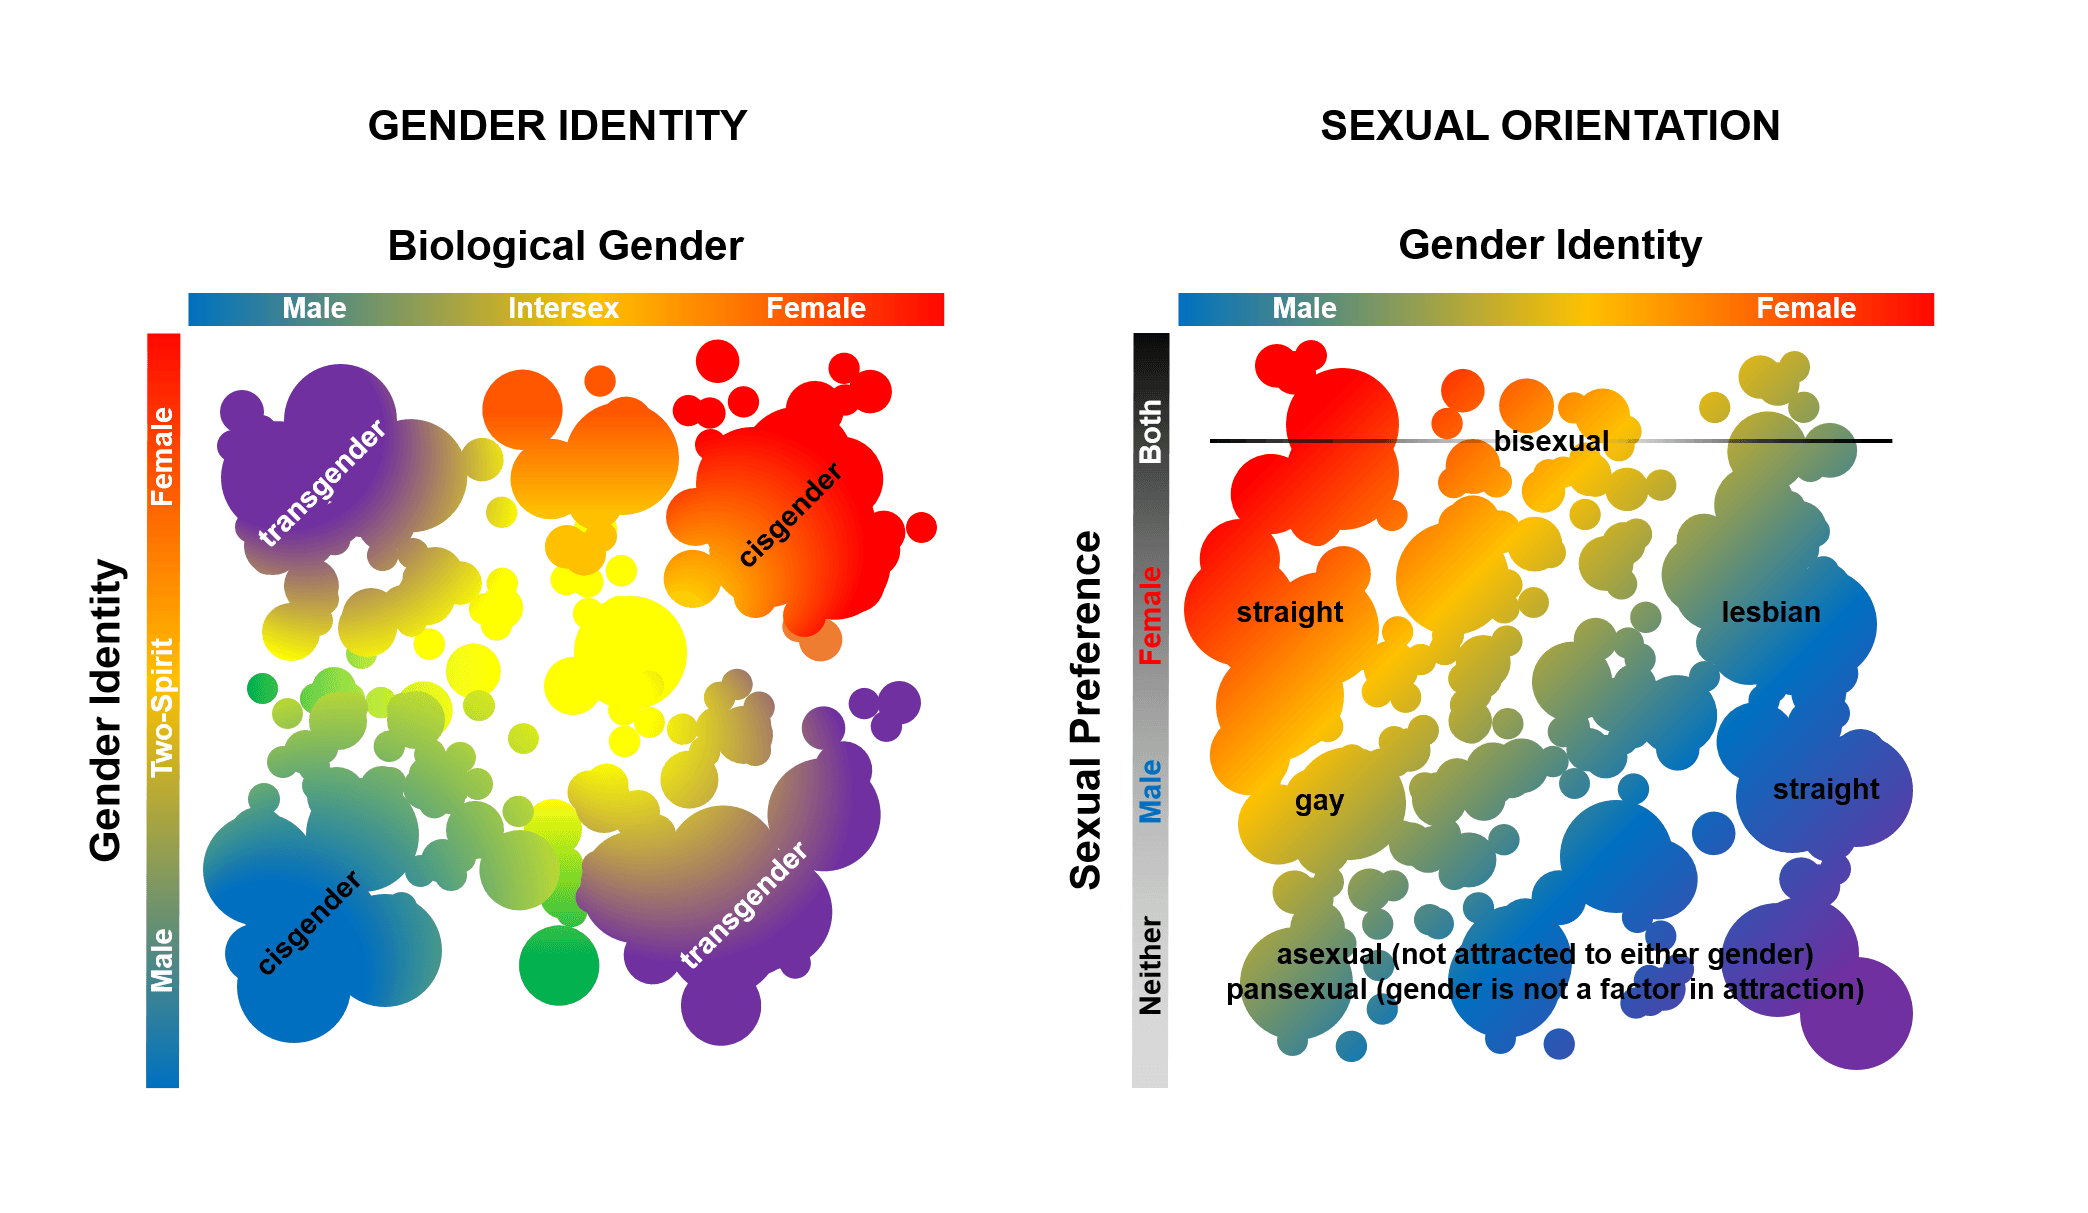 GENDER IDENTITY
Biological Gender
Male Intersex Female
Gender Identity
Female
Two-Spirit
Male
transgender
cisgender
cisgender
transgender
SEXUAL ORIENTATION
Gender Identity
Male Female
Sexual Preference
Both
Female
Male
Neither
bisexual
straight
lesbian
gay
straight
asexual (not attracted to either gender)
pansexual (gender is not a factor in attraction)